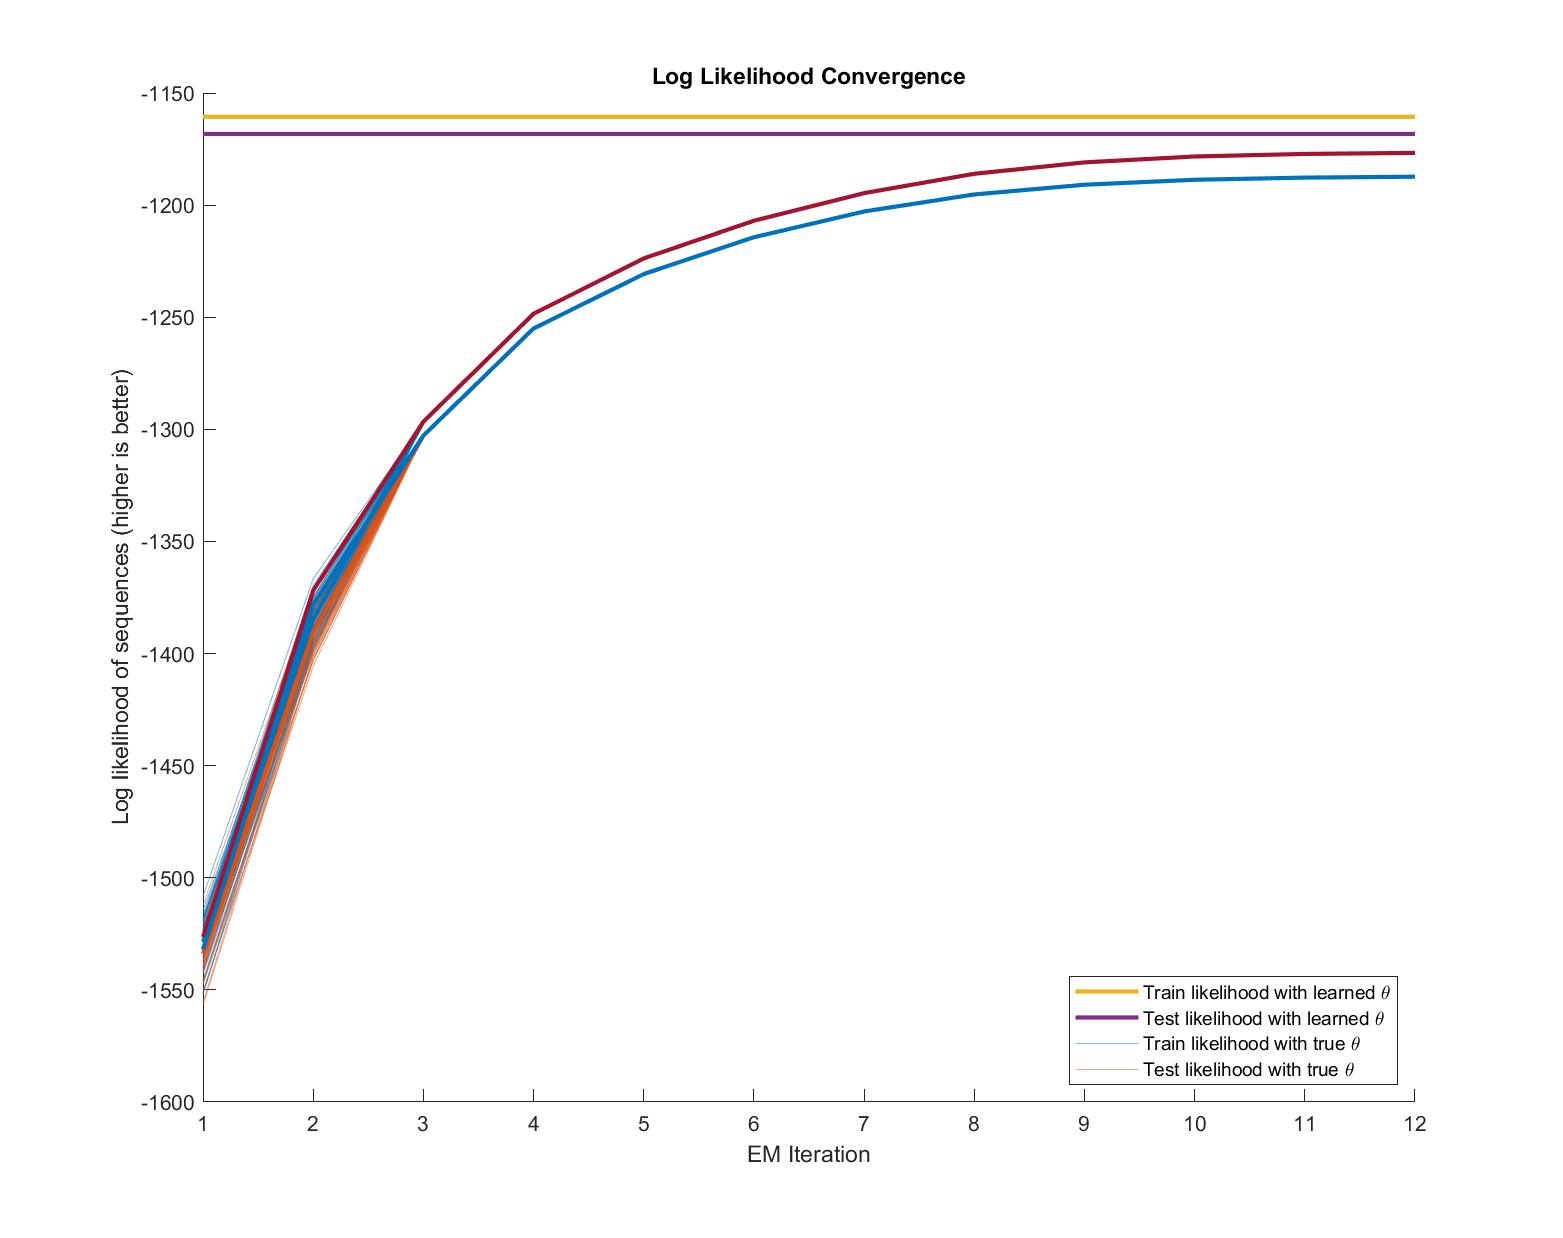 Log Likelihood Convergence
-1150
-1200
-1250
-1300
-1350
-1400
-1450
-1500
-1550
-1600
Log likelihood of sequences (higher is better)
Train likelihood with learned θ
Test likelihood with learned θ
Train likelihood with true θ
Test likelihood with true θ
1 2 3 4 5 6 7 8 9 10 11 12
EM Iteration